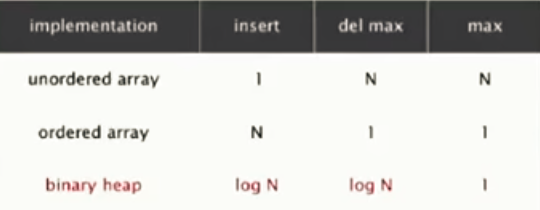 implementation insert del max max
unordered array 1 N N
ordered array N 1 1
binary heap log N log N 1